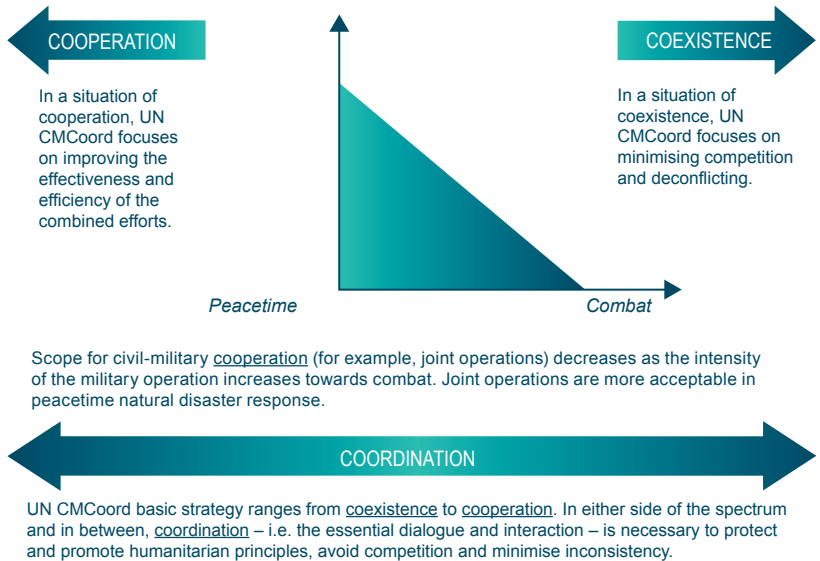 COOPERATION
In a situation of
cooperation, UN
CMCoord focuses
on improving the
effectiveness and
efficiency of the
combined efforts.
COEXISTENCE
In a situation of
coexistence, UN
CMCoord focuses on
minimising competition
and deconflicting.
Peacetime
Combat
Scope for civil-military cooperation (for example, joint operations) decreases as the intensity
of the military operation increases towards combat. Joint operations are more acceptable in
peacetime natural disaster response.
COORDINATION
UN CMCoord basic strategy ranges from coexistence to cooperation. In either side of the spectrum
and in between, coordination – i.e. the essential dialogue and interaction – is necessary to protect
and promote humanitarian principles, avoid competition and minimise inconsistency.